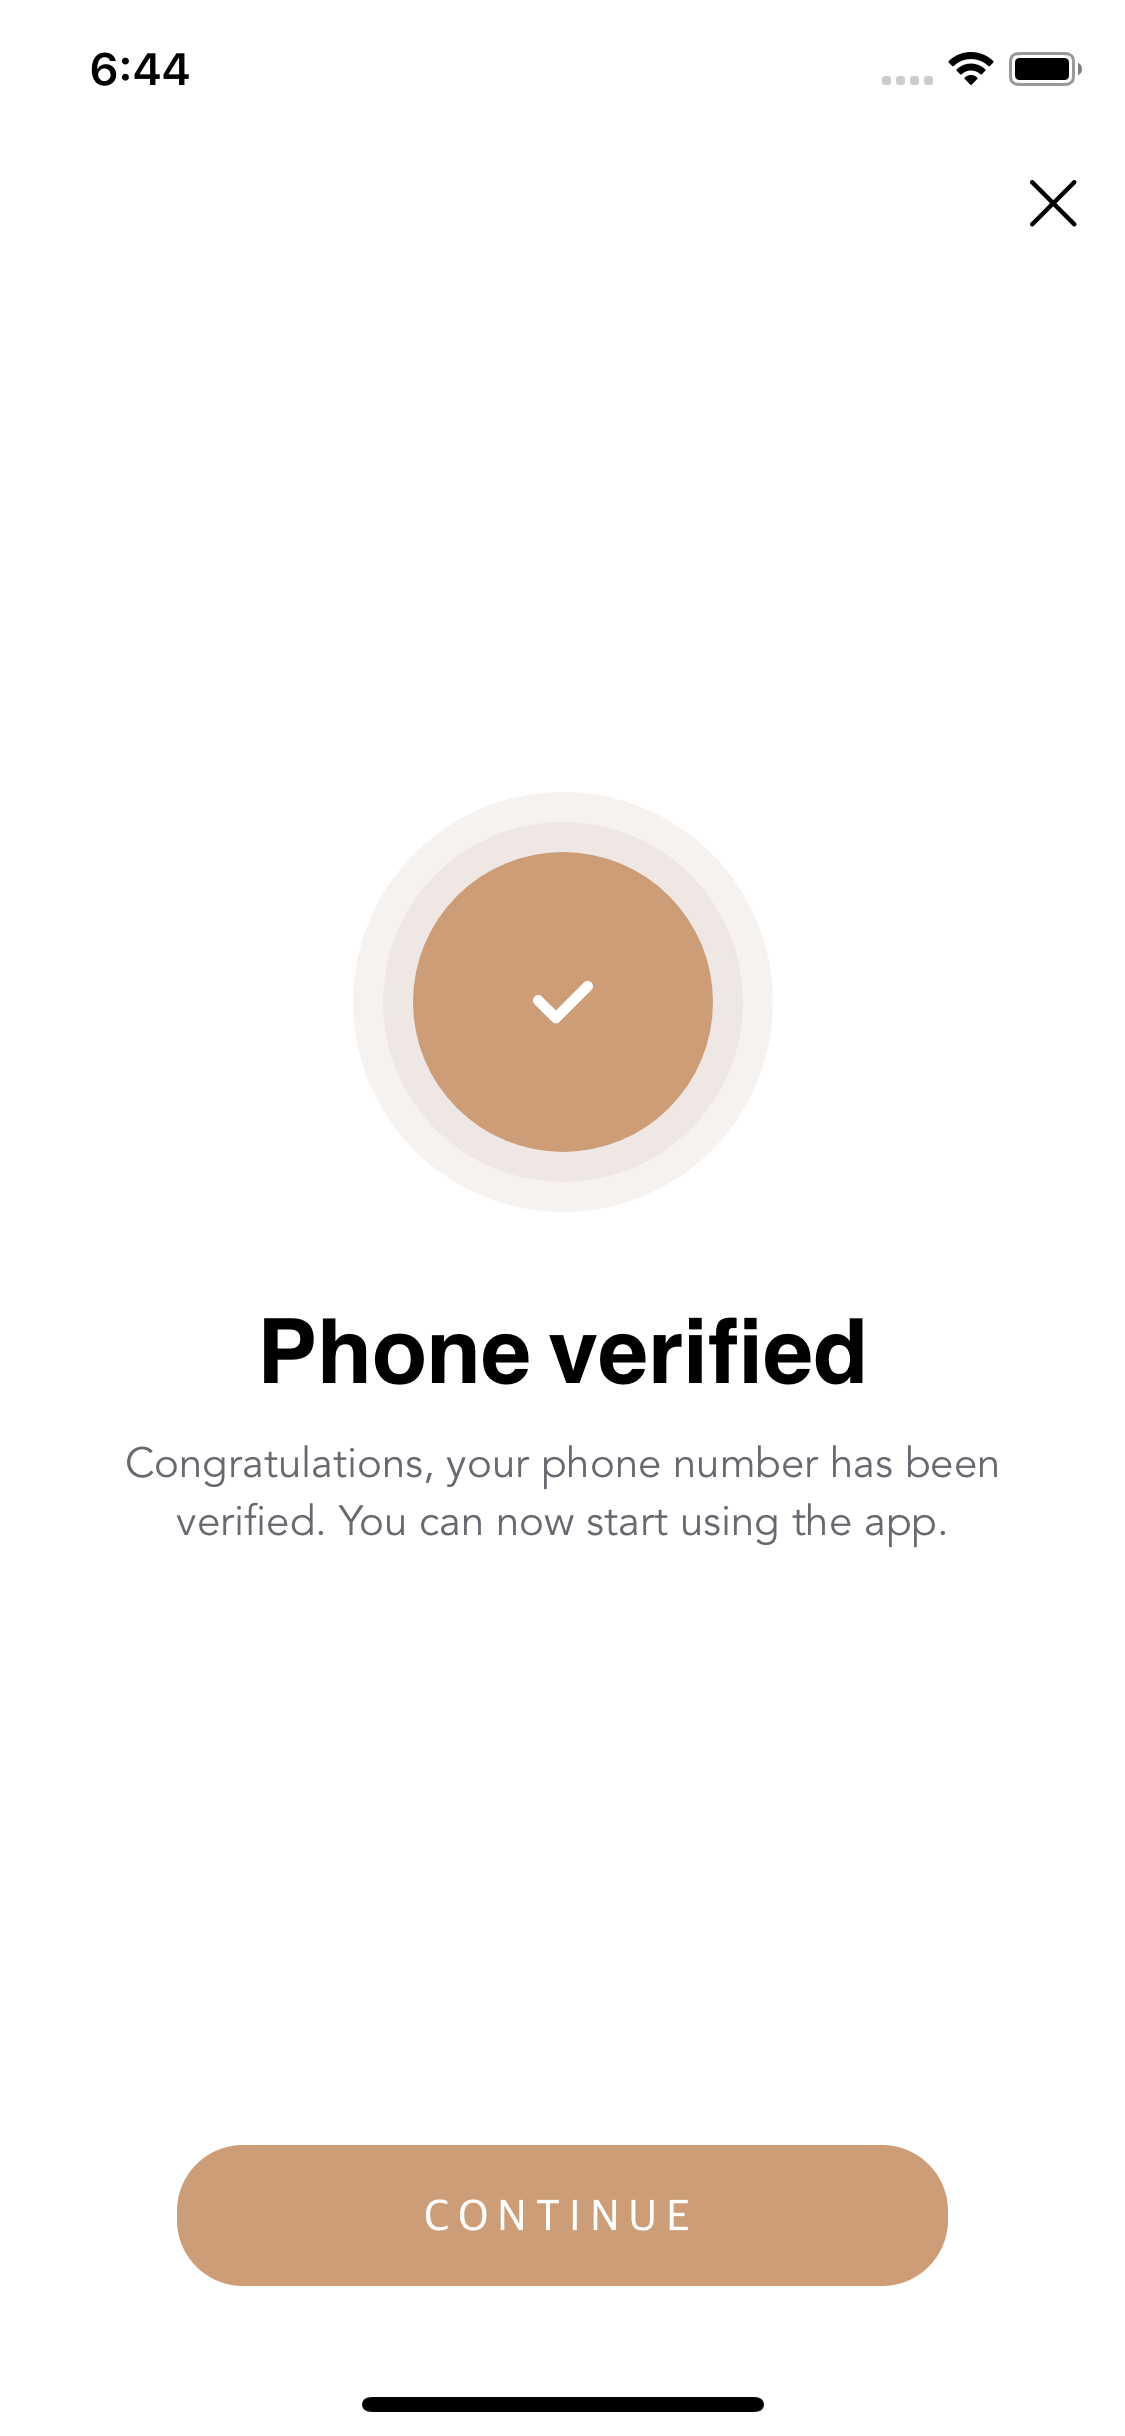 6:44
Phone verified
Congratulations, your phone number has been
verified. You can now start using the app.
CONTINUE